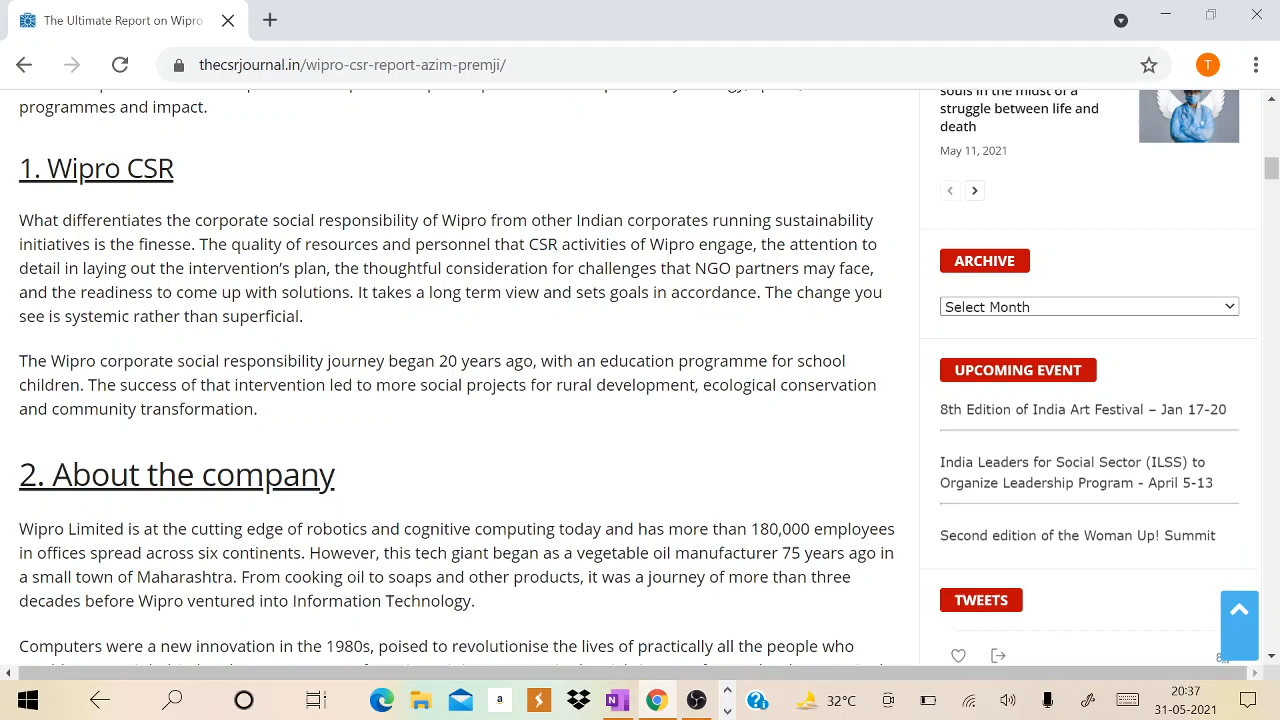 The Ultimate Report on Wipro
thecsrjournal.in/wipro-csr-report-azim-premji/
T
programmes and impact.
1. Wipro CSR
What differentiates the corporate social responsibility of Wipro from other Indian corporates running sustainability
initiatives is the finesse. The quality of resources and personnel that CSR activities of Wipro engage, the attention to
detail in laying out the intervention's plan, the thoughtful consideration for challenges that NGO partners may face,
and the readiness to come up with solutions. It takes a long term view and sets goals in accordance. The change you
see is systemic rather than superficial.
The Wipro corporate social responsibility journey began 20 years ago, with an education programme for school
children. The success of that intervention led to more social projects for rural development, ecological conservation
and community transformation.
2. About the company
Wipro Limited is at the cutting edge of robotics and cognitive computing today and has more than 180,000 employees
in offices spread across six continents. However, this tech giant began as a vegetable oil manufacturer 75 years ago in
a small town of Maharashtra. From cooking oil to soaps and other products, it was a journey of more than three
decades before Wipro ventured into Information Technology.
Computers were a new innovation in the 1980s, poised to revolutionise the lives of practically all the people who
souls in the midst of a
struggle between life and
death
May 11, 2021
ARCHIVE
Select Month
UPCOMING EVENT
8th Edition of India Art Festival – Jan 17-20
India Leaders for Social Sector (ILSS) to
Organize Leadership Program - April 5-13
Second edition of the Woman Up! Summit
TWEETS
a
32°C
20:37
31-05-2021